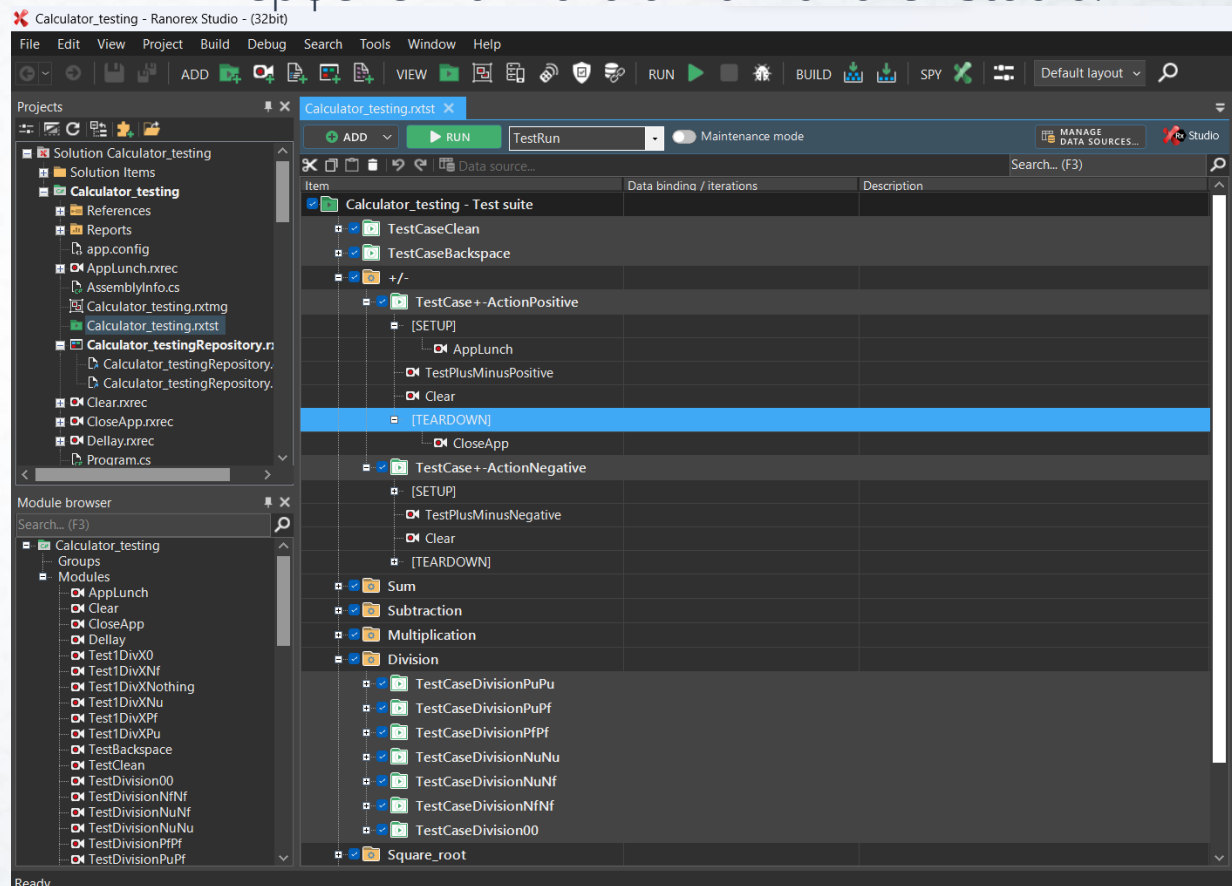 Calculator_testing - Ranorex Studio - (32bit)
File Edit View Project Build Debug Search Tools Window Help
ADD VIEW RUN BUILD SPY Default layout
Projects
Calculator_testing.rxtst
ADD RUN TestRun Maintenance mode MANAGE DATA SOURCES... Rx Studio
Data source... Search... (F3)
Item Data binding / iterations Description
Solution Calculator_testing
Solution Items
Calculator_testing
References
Reports
app.config
AppLunch.rxrec
AssemblyInfo.cs
Calculator_testing.rxtmg
Calculator_testing.rxtst
Calculator_testingRepository.r
Calculator_testingRepository.
Calculator_testingRepository.
Clear.rxrec
CloseApp.rxrec
Dellay.rxrec
Program.cs
Module browser
Search... (F3)
Calculator_testing
Groups
Modules
AppLunch
Clear
CloseApp
Dellay
Test1DivX0
Test1DivXNf
Test1DivXNothing
Test1DivXNu
Test1DivXPf
Test1DivXPu
TestBackspace
TestClean
TestDivision00
TestDivisionNfNf
TestDivisionNuNf
TestDivisionNuNu
TestDivisionPfPf
TestDivisionPuPf
Calculator_testing - Test suite
TestCaseClean
TestCaseBackspace
+/-
TestCase+-ActionPositive
[SETUP]
AppLunch
TestPlusMinusPositive
Clear
[TEARDOWN]
CloseApp
TestCase+-ActionNegative
[SETUP]
TestPlusMinusNegative
Clear
[TEARDOWN]
Sum
Subtraction
Multiplication
Division
TestCaseDivisionPuPu
TestCaseDivisionPuPf
TestCaseDivisionPfPf
TestCaseDivisionNuNu
TestCaseDivisionNuNf
TestCaseDivisionNfNf
TestCaseDivision00
Square_root
Ready